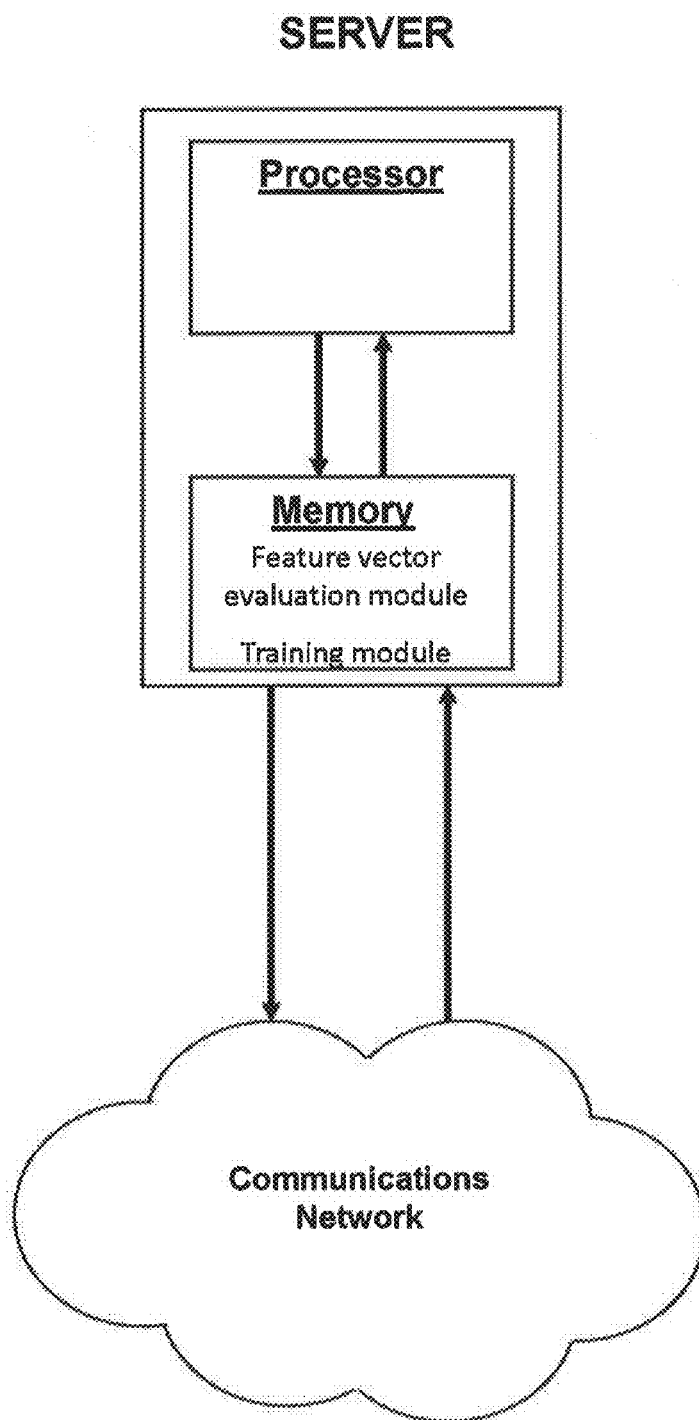 SERVER
Processor
Memory
Feature vector
evaluation module
Training module
Communications
Network